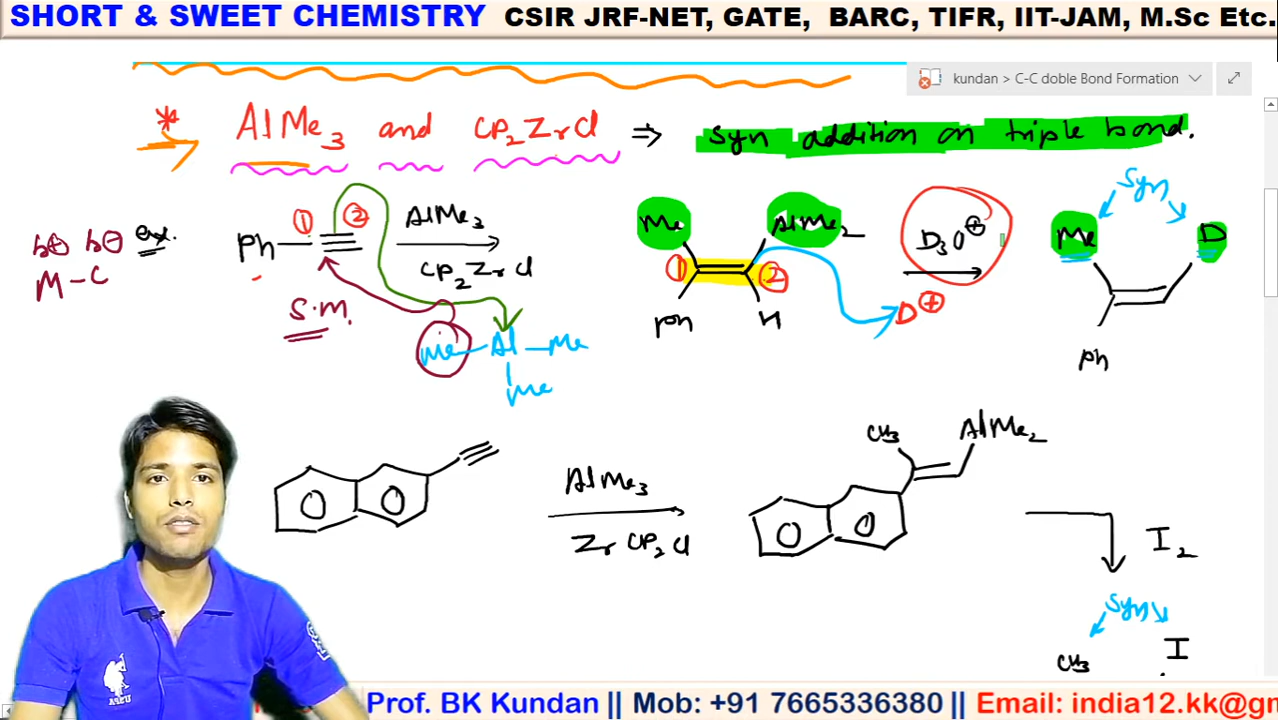 SHORT & SWEET CHEMISTRY CSIR JRF-NET, GATE, BARC, TIFR, IIT-JAM, M.Sc Etc.
kundan > C-C doble Bond Formation
* AlMe3 and CP2ZrCl ⇒ Syn addition on triple bond.
Syn
① ② AlMe3 Me AlMe2 D3O⊕ Me D
δ⊕ δ⊖ ex.
Ph ① ②
M-C CP2ZrCl
S.M. Ph H D⊕
Me Al Me Ph
Me
CH3 AlMe2
AlMe3
ZrCP2Cl I2
Syn
CH3 I
Prof. BK Kundan || Mob: +91 7665336380 || Email: india12.kk@gm